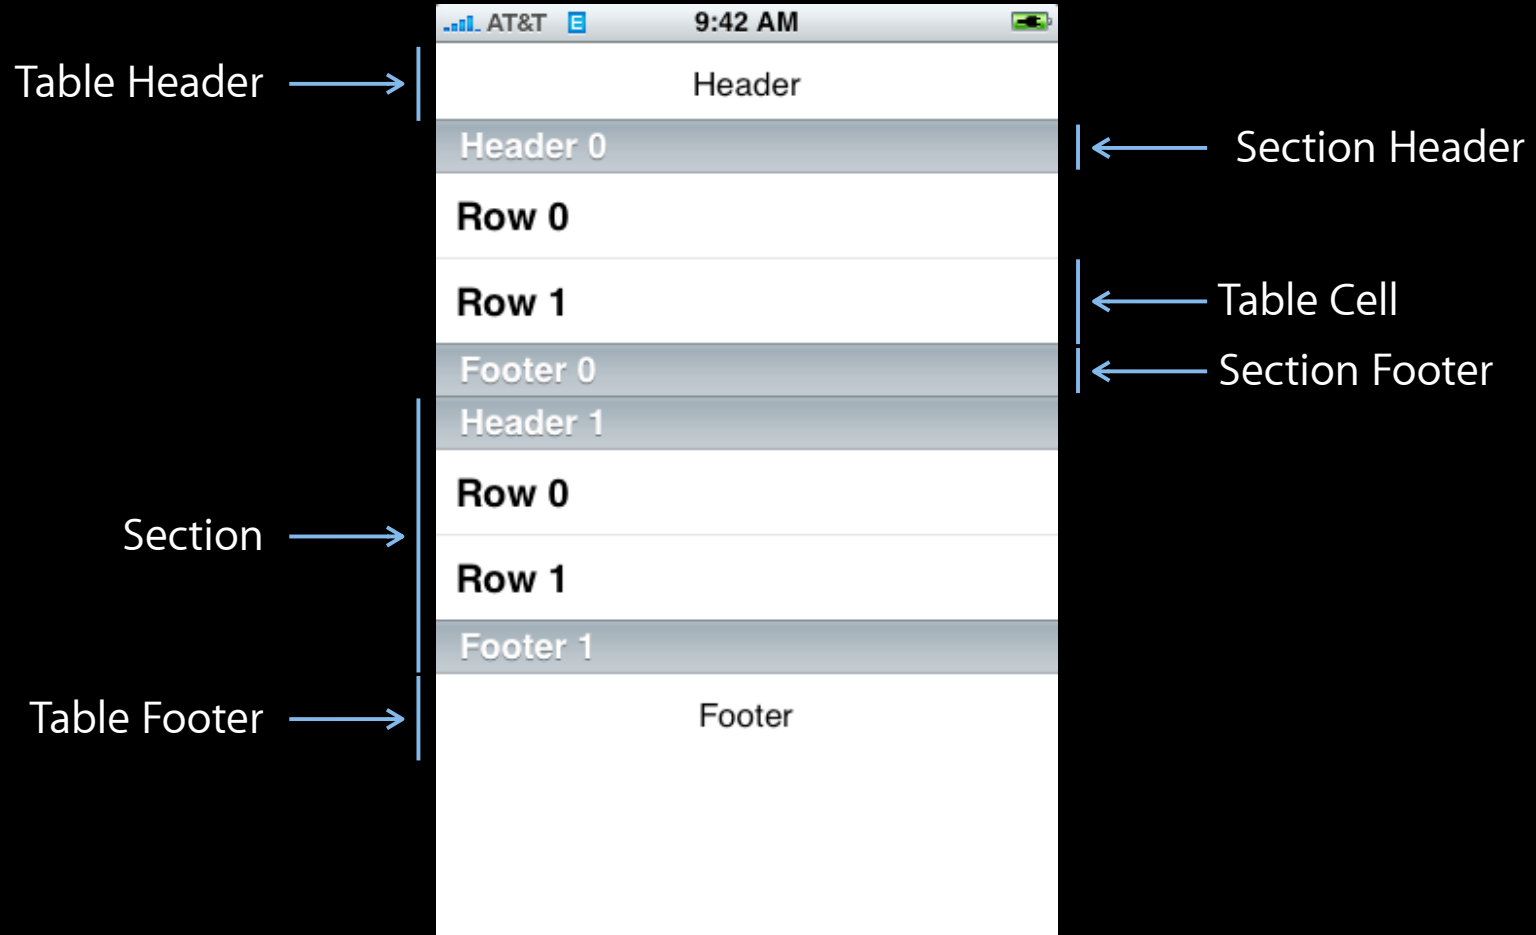 AT&T E 9:42 AM
Table Header
Header
Header 0
Section Header
Row 0
Row 1
Table Cell
Footer 0
Section Footer
Header 1
Row 0
Section
Row 1
Footer 1
Table Footer
Footer